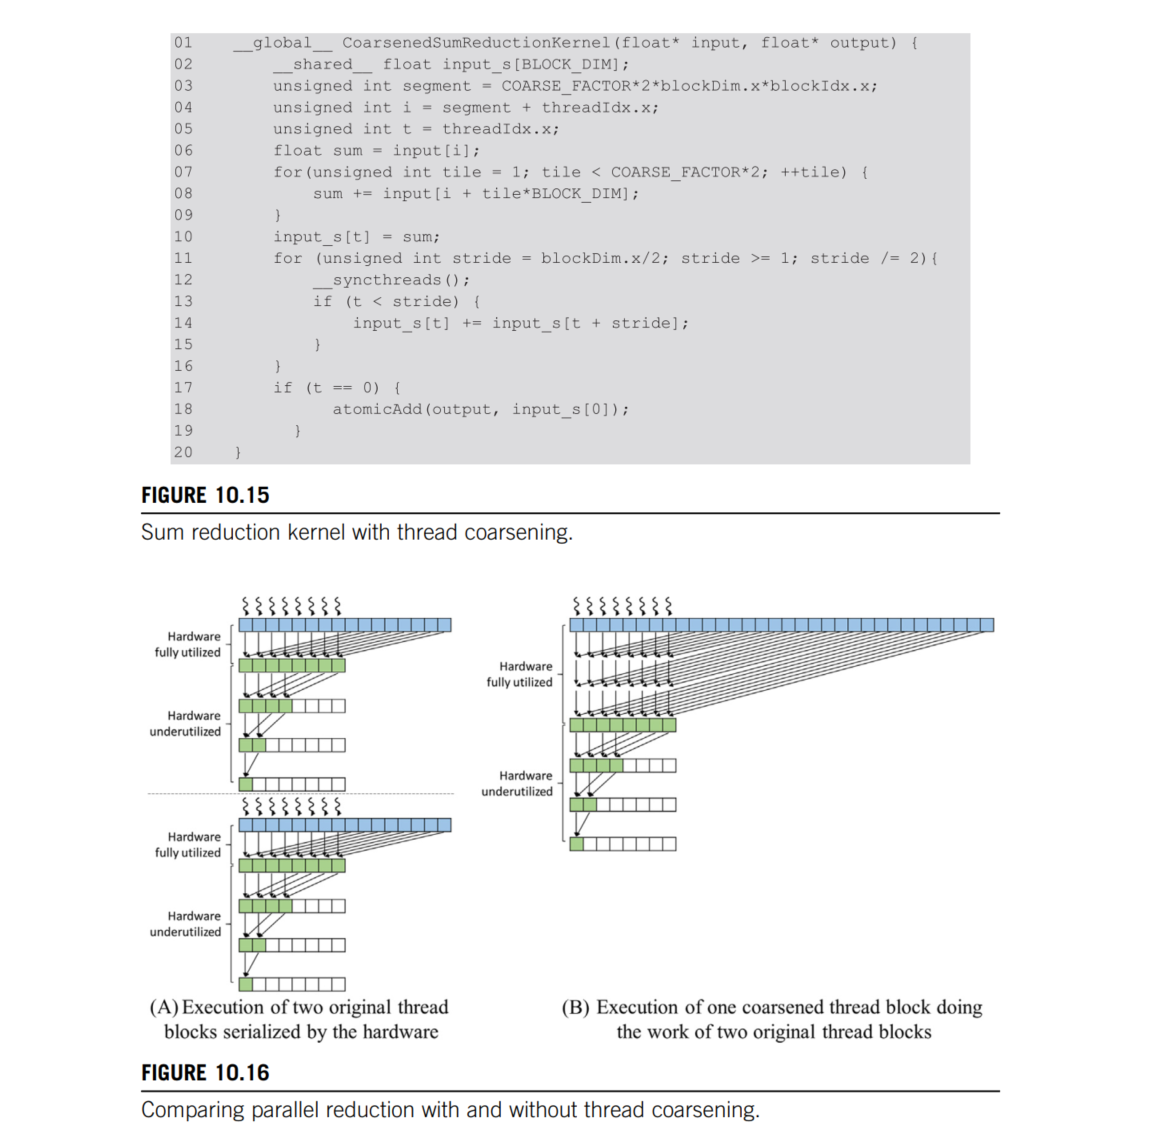 01 __global__ CoarsenedSumReductionKernel(float* input, float* output) {
02 __shared__ float input_s[BLOCK_DIM];
03 unsigned int segment = COARSE_FACTOR*2*blockDim.x*blockIdx.x;
04 unsigned int i = segment + threadIdx.x;
05 unsigned int t = threadIdx.x;
06 float sum = input[i];
07 for(unsigned int tile = 1; tile < COARSE_FACTOR*2; ++tile) {
08 sum += input[i + tile*BLOCK_DIM];
09 }
10 input_s[t] = sum;
11 for (unsigned int stride = blockDim.x/2; stride >= 1; stride /= 2){
12 __syncthreads();
13 if (t < stride) {
14 input_s[t] += input_s[t + stride];
15 }
16 }
17 if (t == 0) {
18 atomicAdd(output, input_s[0]);
19 }
20 }
FIGURE 10.15
Sum reduction kernel with thread coarsening.
Hardware
fully utilized
Hardware
underutilized
Hardware
fully utilized
Hardware
underutilized
(A) Execution of two original thread
blocks serialized by the hardware
Hardware
fully utilized
Hardware
underutilized
(B) Execution of one coarsened thread block doing
the work of two original thread blocks
FIGURE 10.16
Comparing parallel reduction with and without thread coarsening.